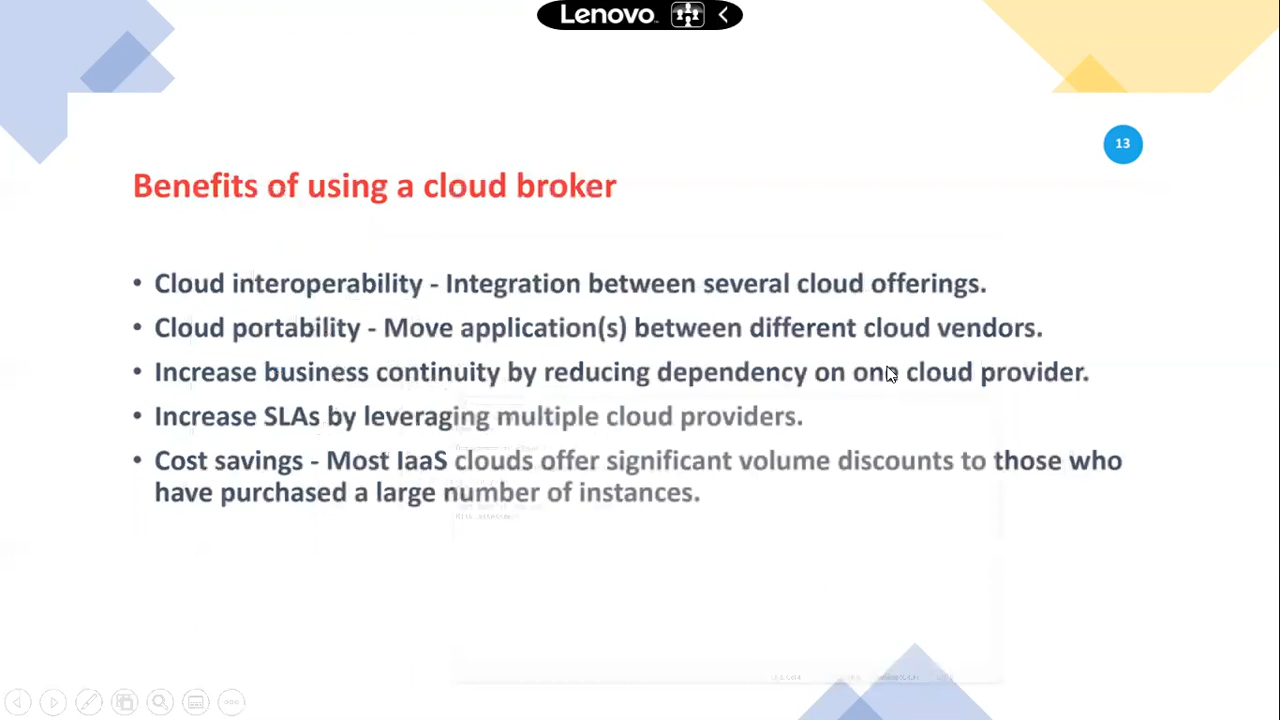 Lenovo
13
Benefits of using a cloud broker
• Cloud interoperability - Integration between several cloud offerings.
• Cloud portability - Move application(s) between different cloud vendors.
• Increase business continuity by reducing dependency on one cloud provider.
• Increase SLAs by leveraging multiple cloud providers.
• Cost savings - Most IaaS clouds offer significant volume discounts to those who
have purchased a large number of instances.